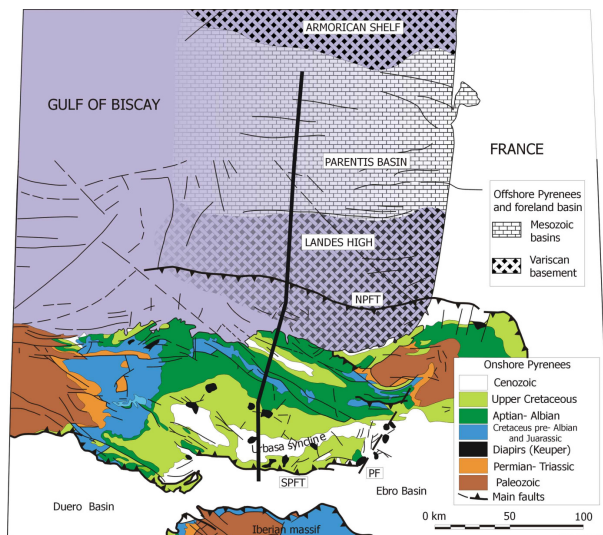 ARMORICAN SHELF
GULF OF BISCAY
FRANCE
PARENTIS BASIN
Offshore Pyrenees
and foreland basin
Mesozoic
basins
Variscan
basement
LANDES HIGH
NPFT
Onshore Pyrenees
Cenozoic
Upper Cretaceous
Aptian- Albian
Cretaceus pre- Albian
and Juarassic
Diapirs (Keuper)
Permian- Triassic
Paleozoic
Main faults
Urbasa syncline
SPFT
PF
Duero Basin
Ebro Basin
Iberian massif
0 km 50 100